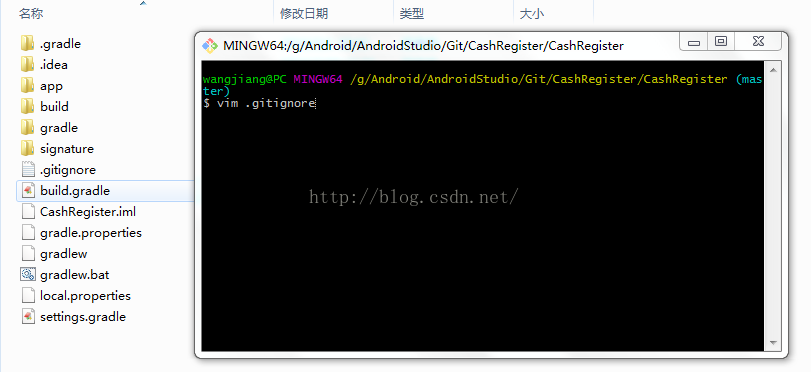 名称 修改日期 类型 大小
.gradle
.idea
app
build
gradle
signature
.gitignore
build.gradle
CashRegister.iml
gradle.properties
gradlew
gradlew.bat
local.properties
settings.gradle
MINGW64:/g/Android/AndroidStudio/Git/CashRegister/CashRegister
wangjiang@PC MINGW64 /g/Android/AndroidStudio/Git/CashRegister/CashRegister (mas
ter)
$ vim .gitignore
http://blog.csdn.net/